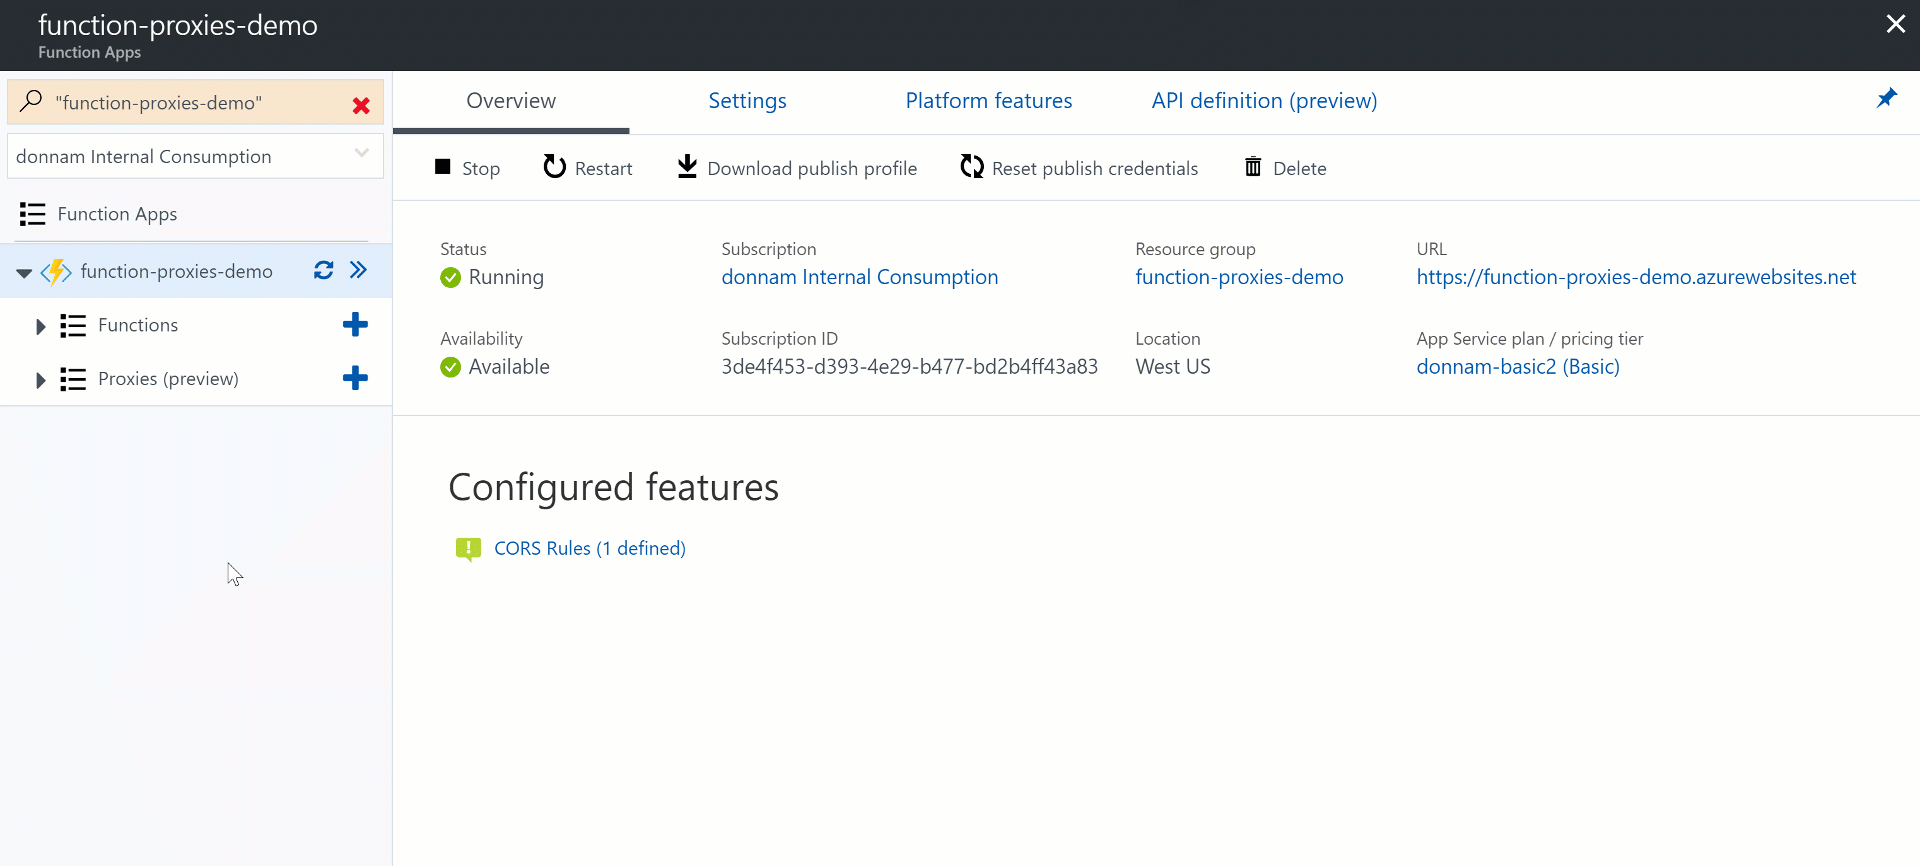 function-proxies-demo
Function Apps
"function-proxies-demo"
donnam Internal Consumption
Function Apps
function-proxies-demo
Functions
Proxies (preview)
Overview Settings Platform features API definition (preview)
Stop Restart Download publish profile Reset publish credentials Delete
Status Subscription Resource group URL
Running donnam Internal Consumption function-proxies-demo https://function-proxies-demo.azurewebsites.net
Availability Subscription ID Location App Service plan / pricing tier
Available 3de4f453-d393-4e29-b477-bd2b4ff43a83 West US donnam-basic2 (Basic)
Configured features
CORS Rules (1 defined)